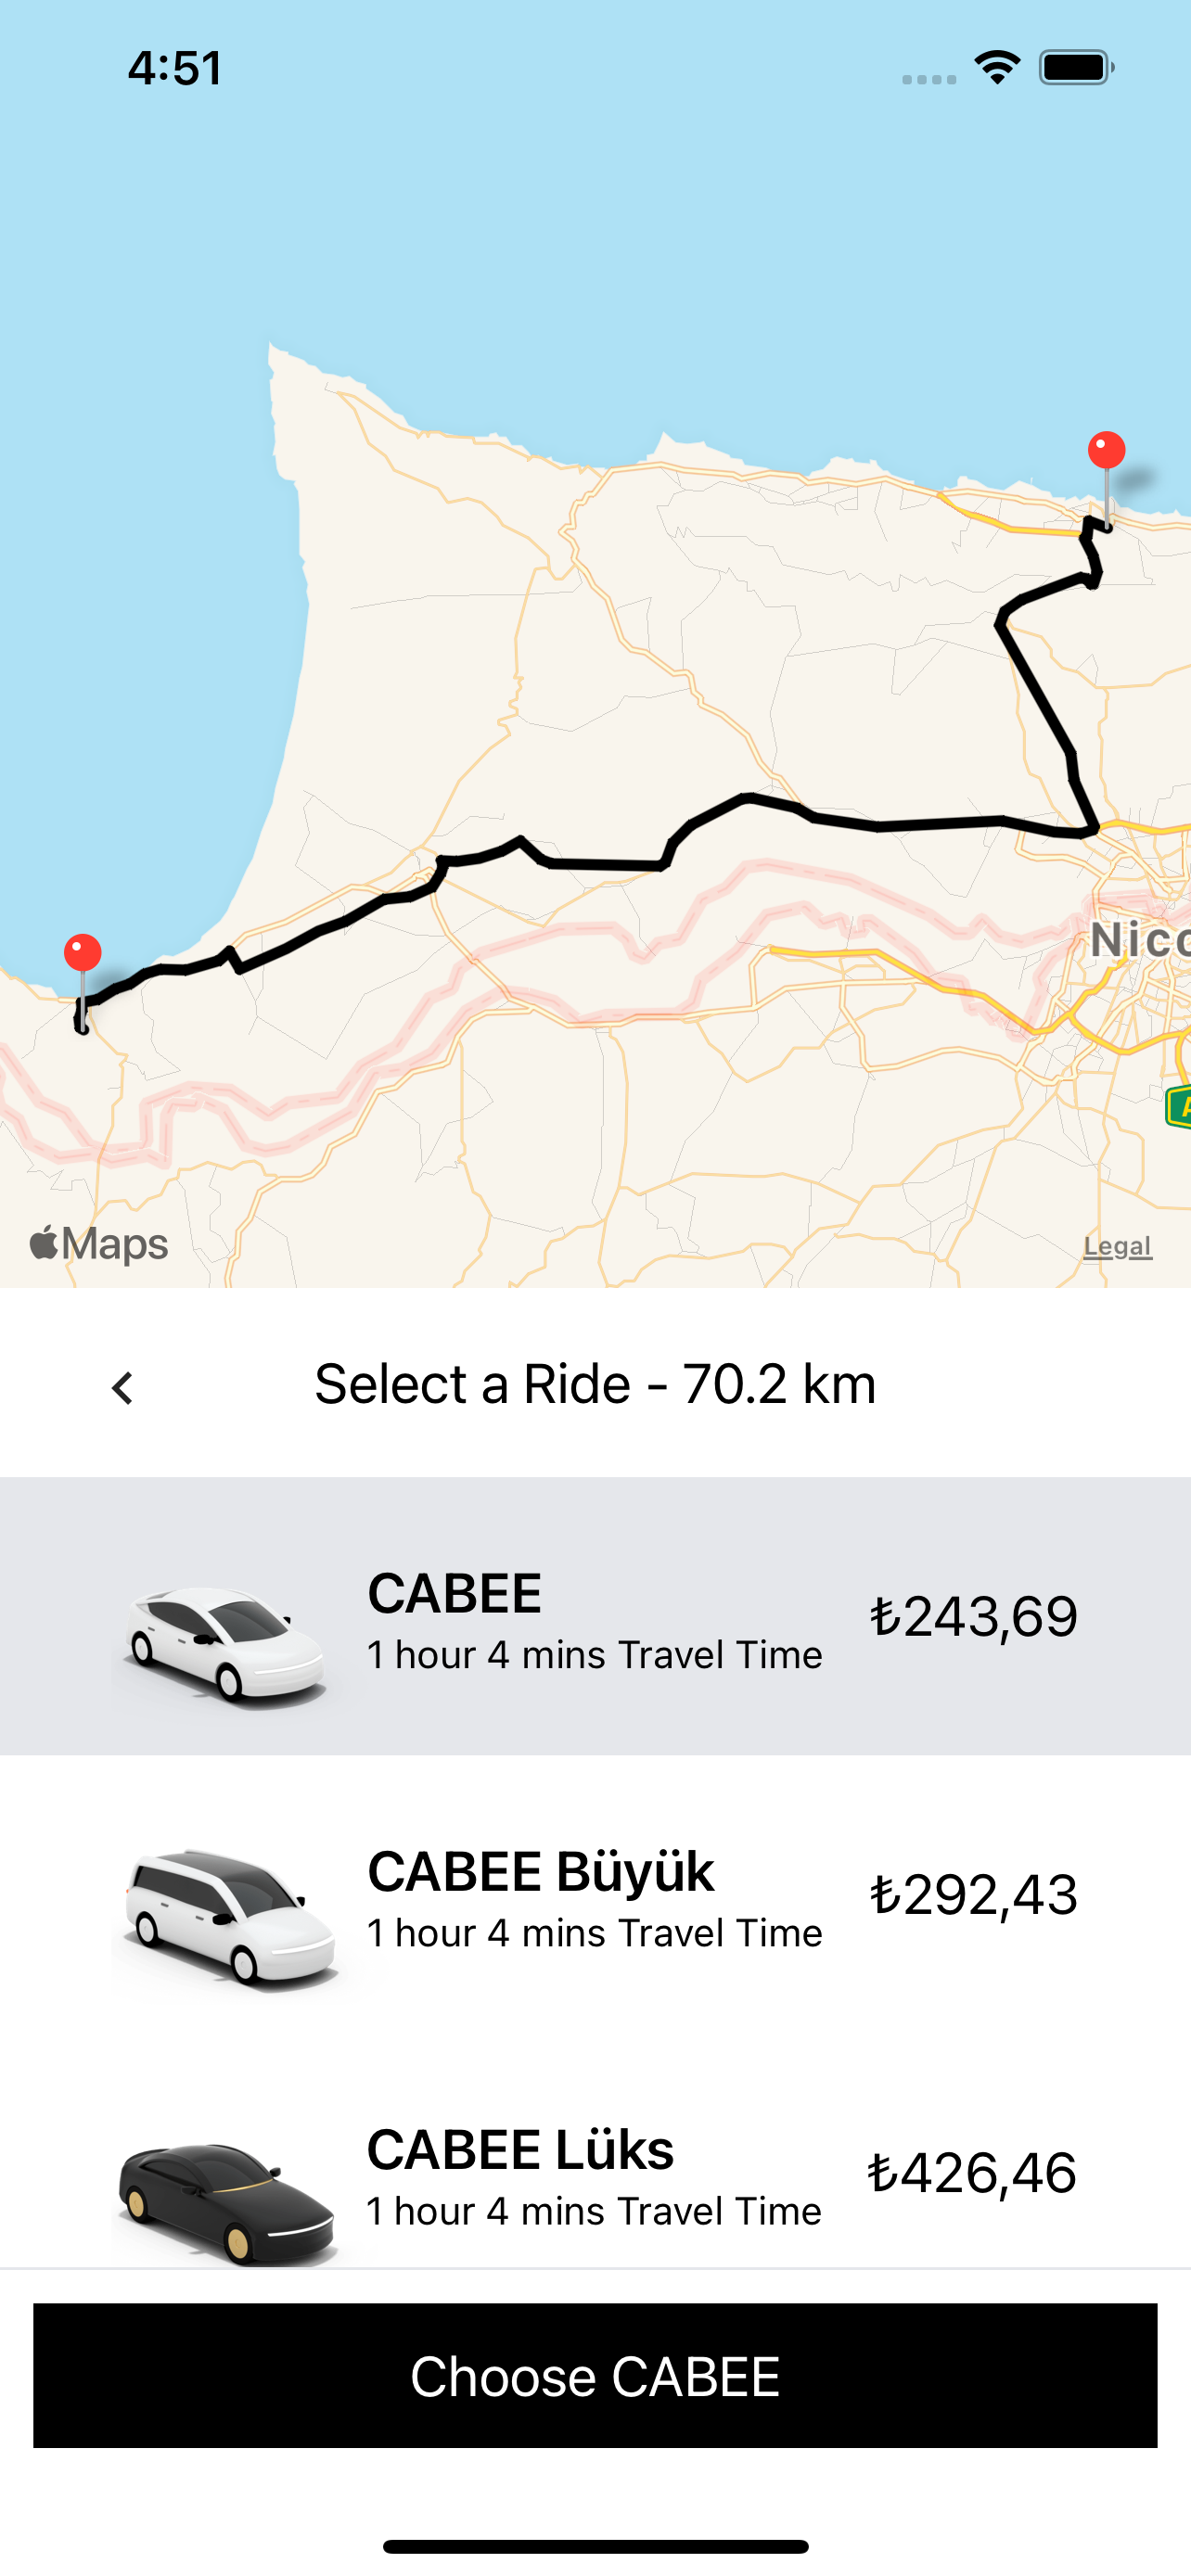 4:51
Nico
Maps
Legal
Select a Ride - 70.2 km
CABEE
1 hour 4 mins Travel Time
₺243,69
CABEE Büyük
1 hour 4 mins Travel Time
₺292,43
CABEE Lüks
1 hour 4 mins Travel Time
₺426,46
Choose CABEE